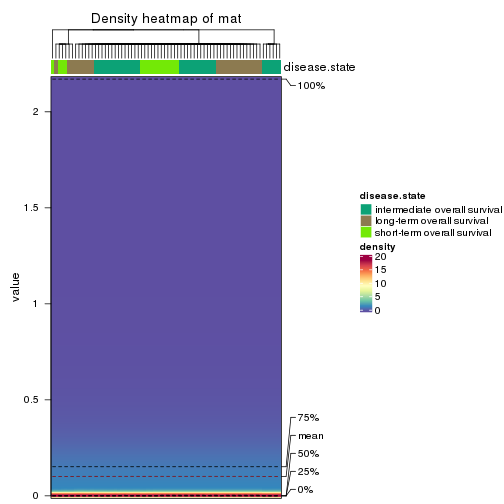 Density heatmap of mat
disease.state
100%
2
1.5
value
1
0.5
0
75%
mean
50%
25%
0%
disease.state
intermediate overall survival
long-term overall survival
short-term overall survival
density
20
15
10
5
0